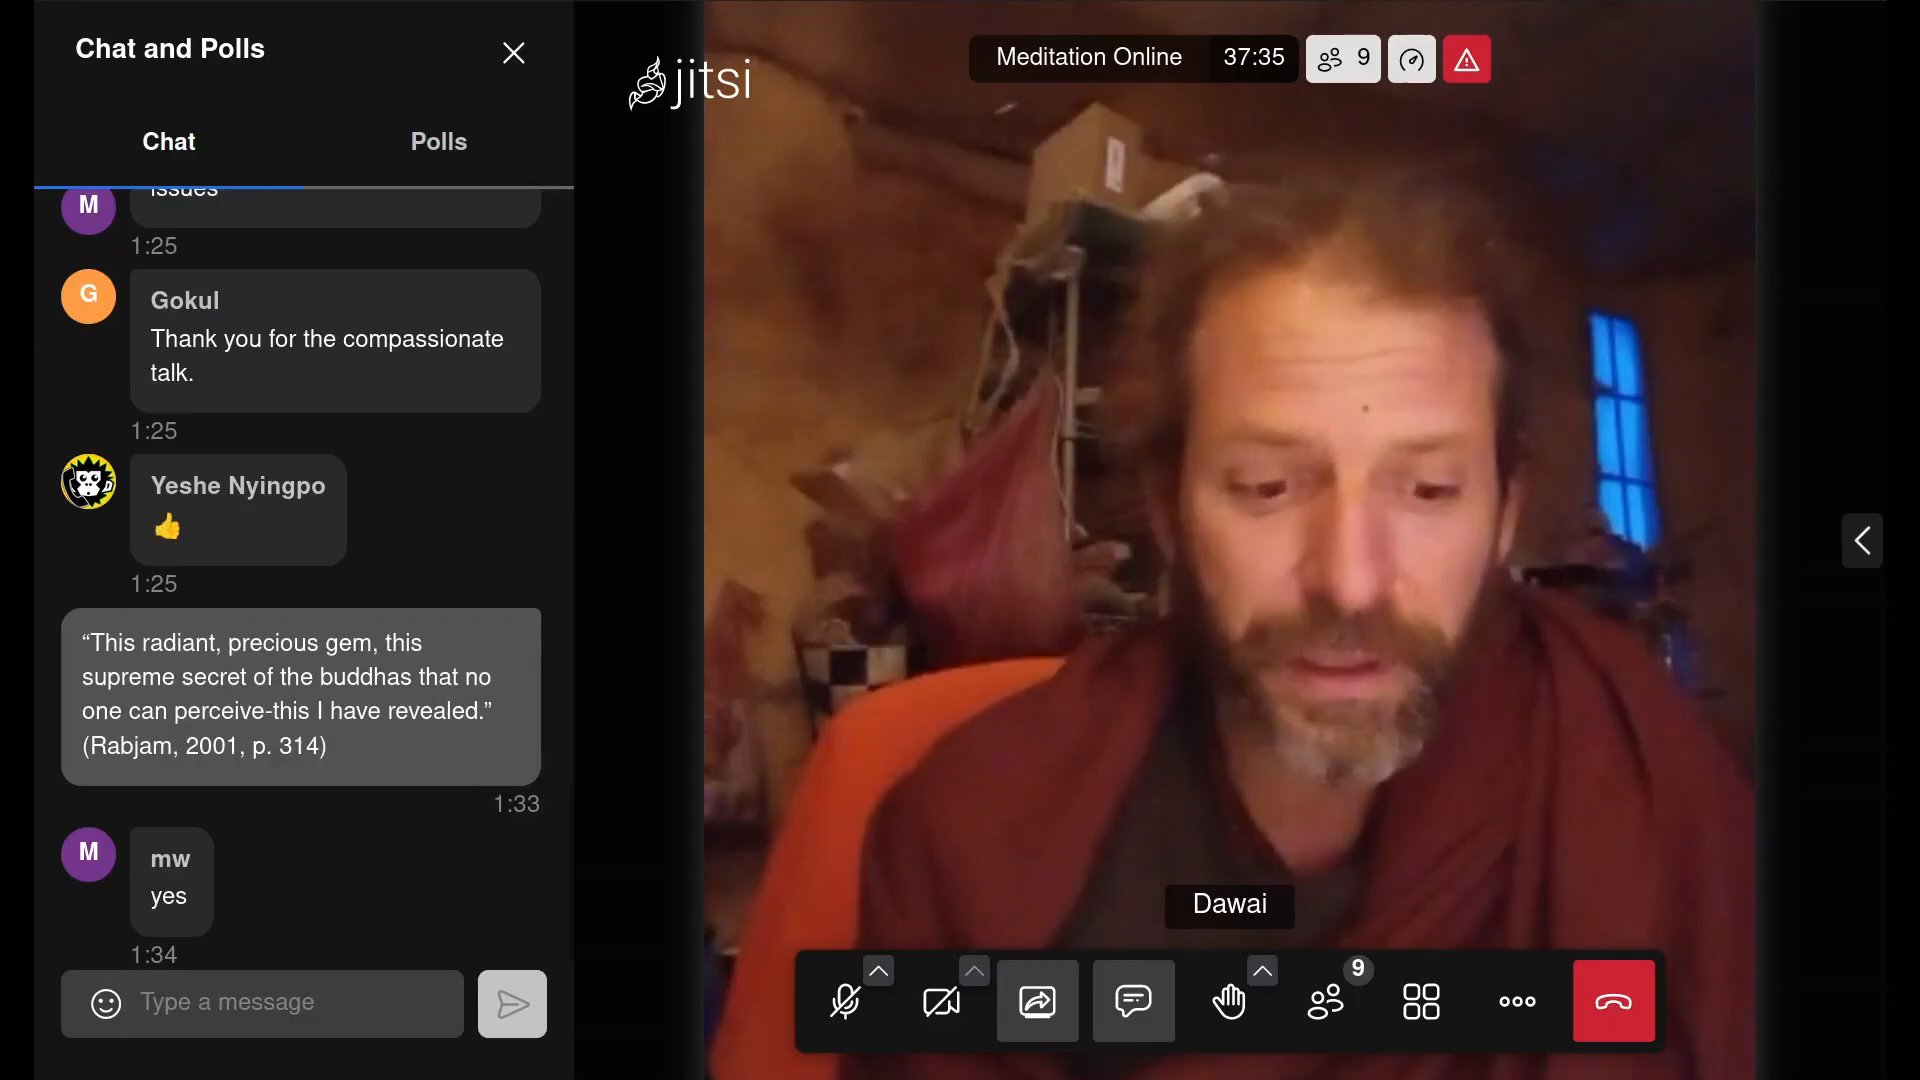 Chat and Polls
Chat
Polls
issues
M
1:25
G
Gokul
Thank you for the compassionate
talk.
1:25
Yeshe Nyingpo
👍
1:25
“This radiant, precious gem, this
supreme secret of the buddhas that no
one can perceive-this I have revealed.”
(Rabjam, 2001, p. 314)
1:33
M
mw
yes
1:34
Type a message
jitsi
Meditation Online
37:35
9
Dawai
9